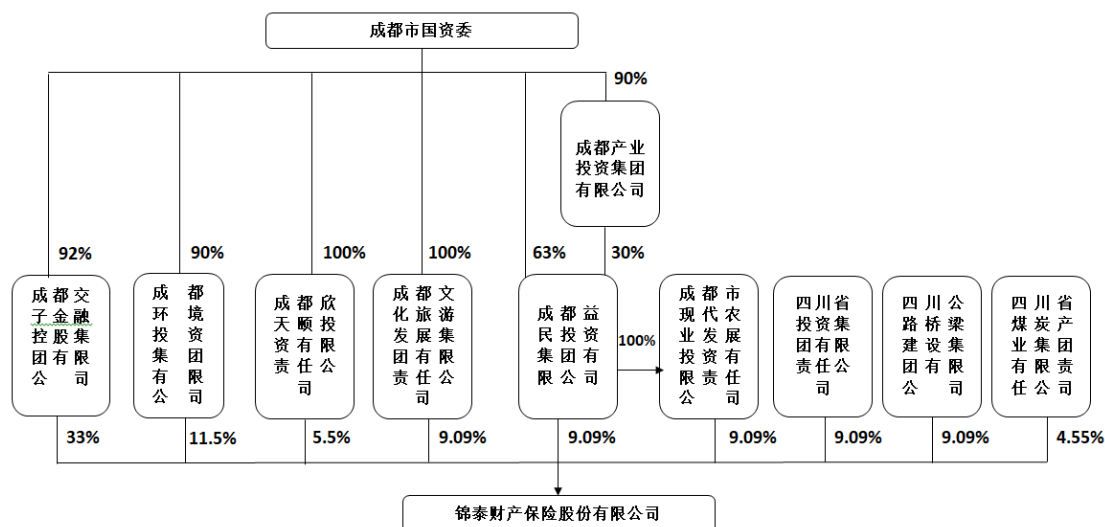 成都市国资委
90%
成都产业
投资集团
有限公司
92%
90%
100%
100%
63%
30%
成都交
子金融
控股集
团有限
公司
成都
环境
投资
集团
有限
公司
成都欣
天颐投
资有限
责任公
司
成都文
化旅游
发展集
团有限
责任公
司
成都益
民投资
集团有
限公司
100%
成都市
现代农
业发展
投资有
限责任
公司
四川省
投资集
团有限
责任公
司
四川公
路桥梁
建设集
团有限
公司
四川省
煤炭产
业集团
有限责
任公司
33%
11.5%
5.5%
9.09%
9.09%
9.09%
9.09%
9.09%
4.55%
锦泰财产保险股份有限公司